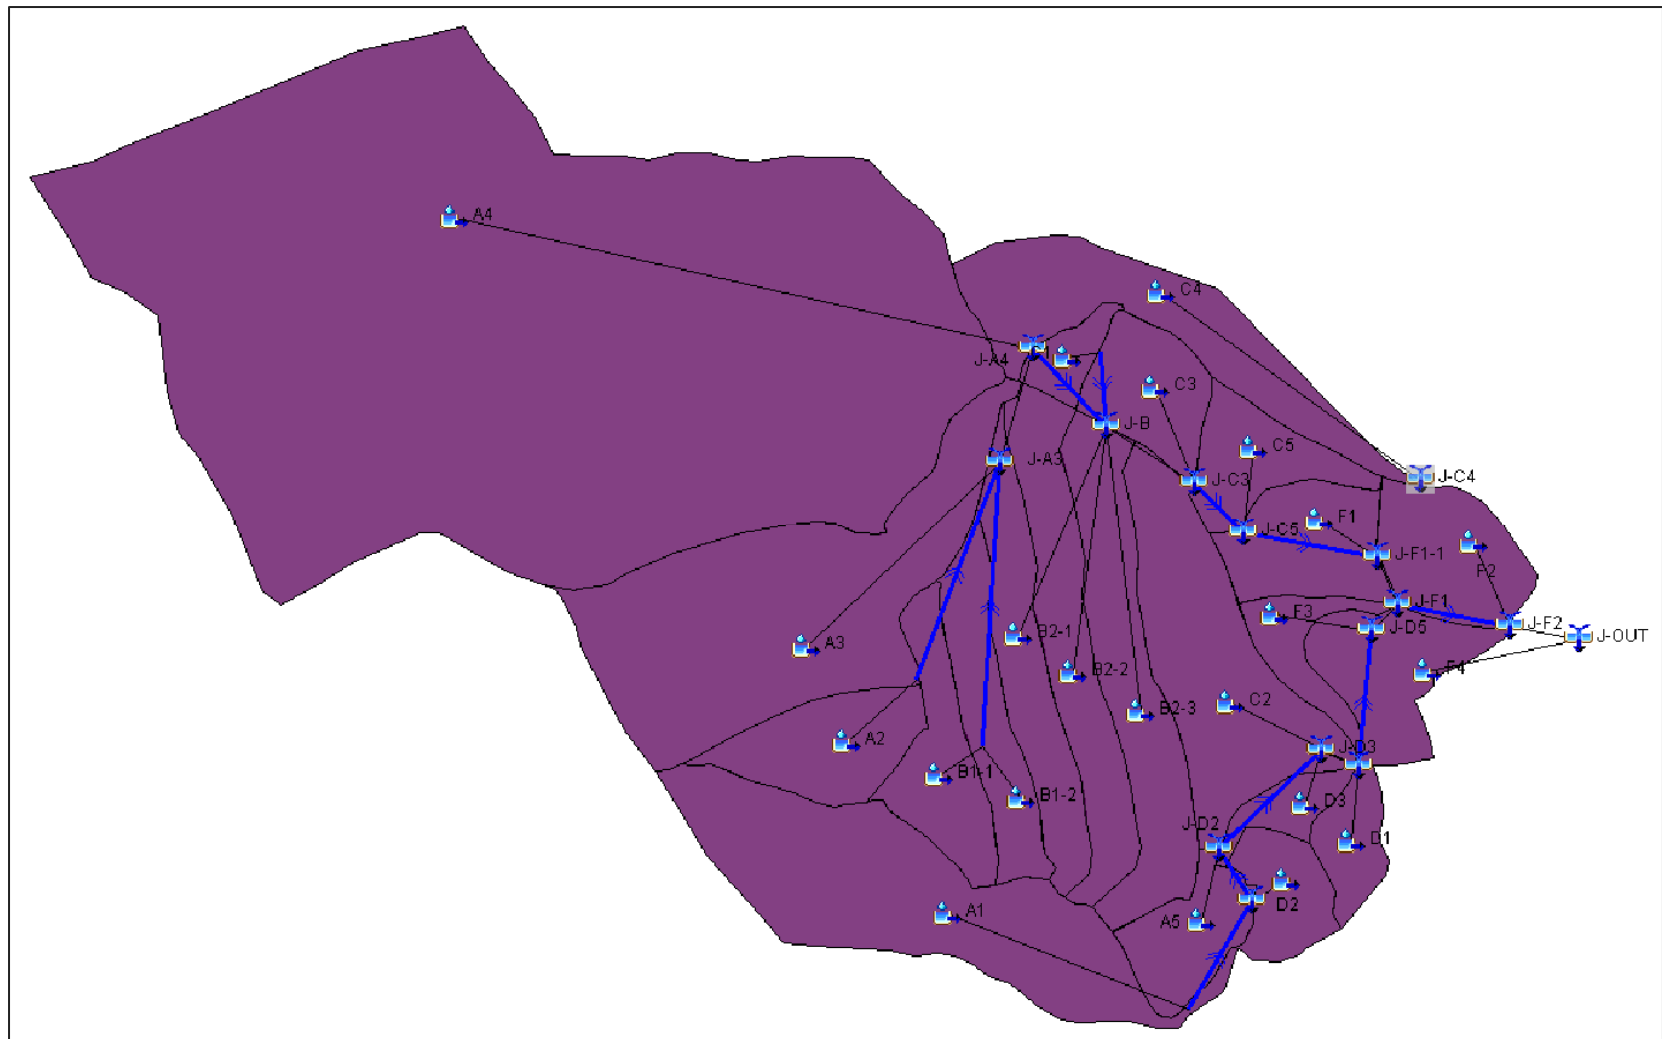 A4
C4
J-A4
C3
J-B
C5
J-A3
J-C3
J-C4
F1
J-C5
J-F1-1
F2
J-F1
F3
J-D5
J-F2
J-OUT
B2-1
A3
B2-2
F4
C2
B2-3
A2
J-D3
B1-1
B1-2
D3
D1
J-D2
D2
A1
A5